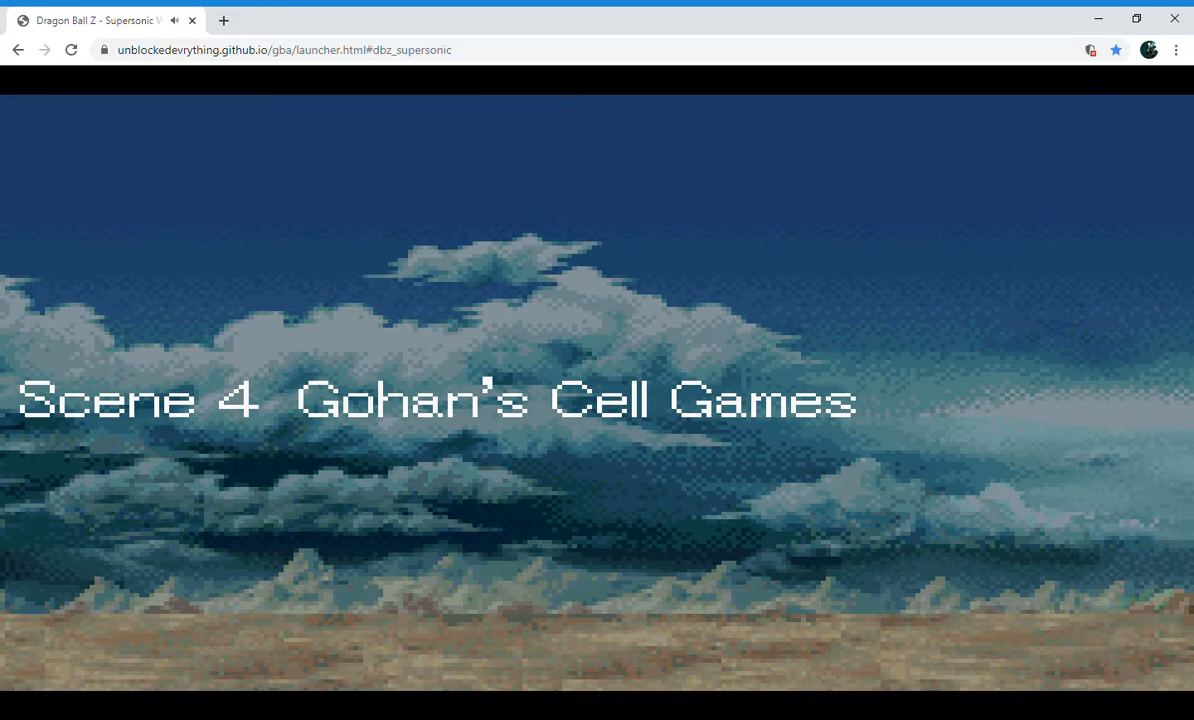 Dragon Ball Z - Supersonic W
unblockedevrything.github.io/gba/launcher.html#dbz_supersonic
Scene 4 Gohan's Cell Games